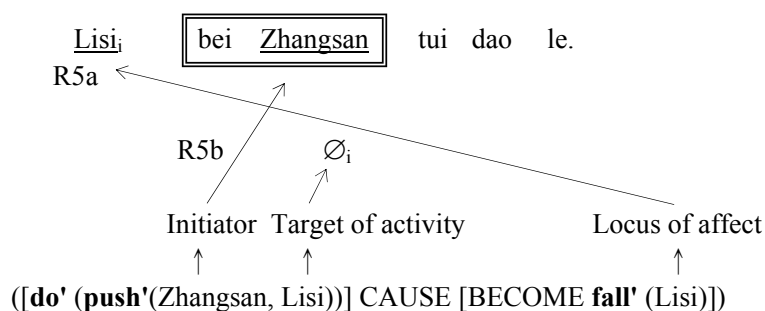 Lisiᵢ bei Zhangsan tui dao le.
R5a
R5b ∅ᵢ
Initiator Target of activity Locus of affect
([do' (push'(Zhangsan, Lisi))] CAUSE [BECOME fall' (Lisi)])